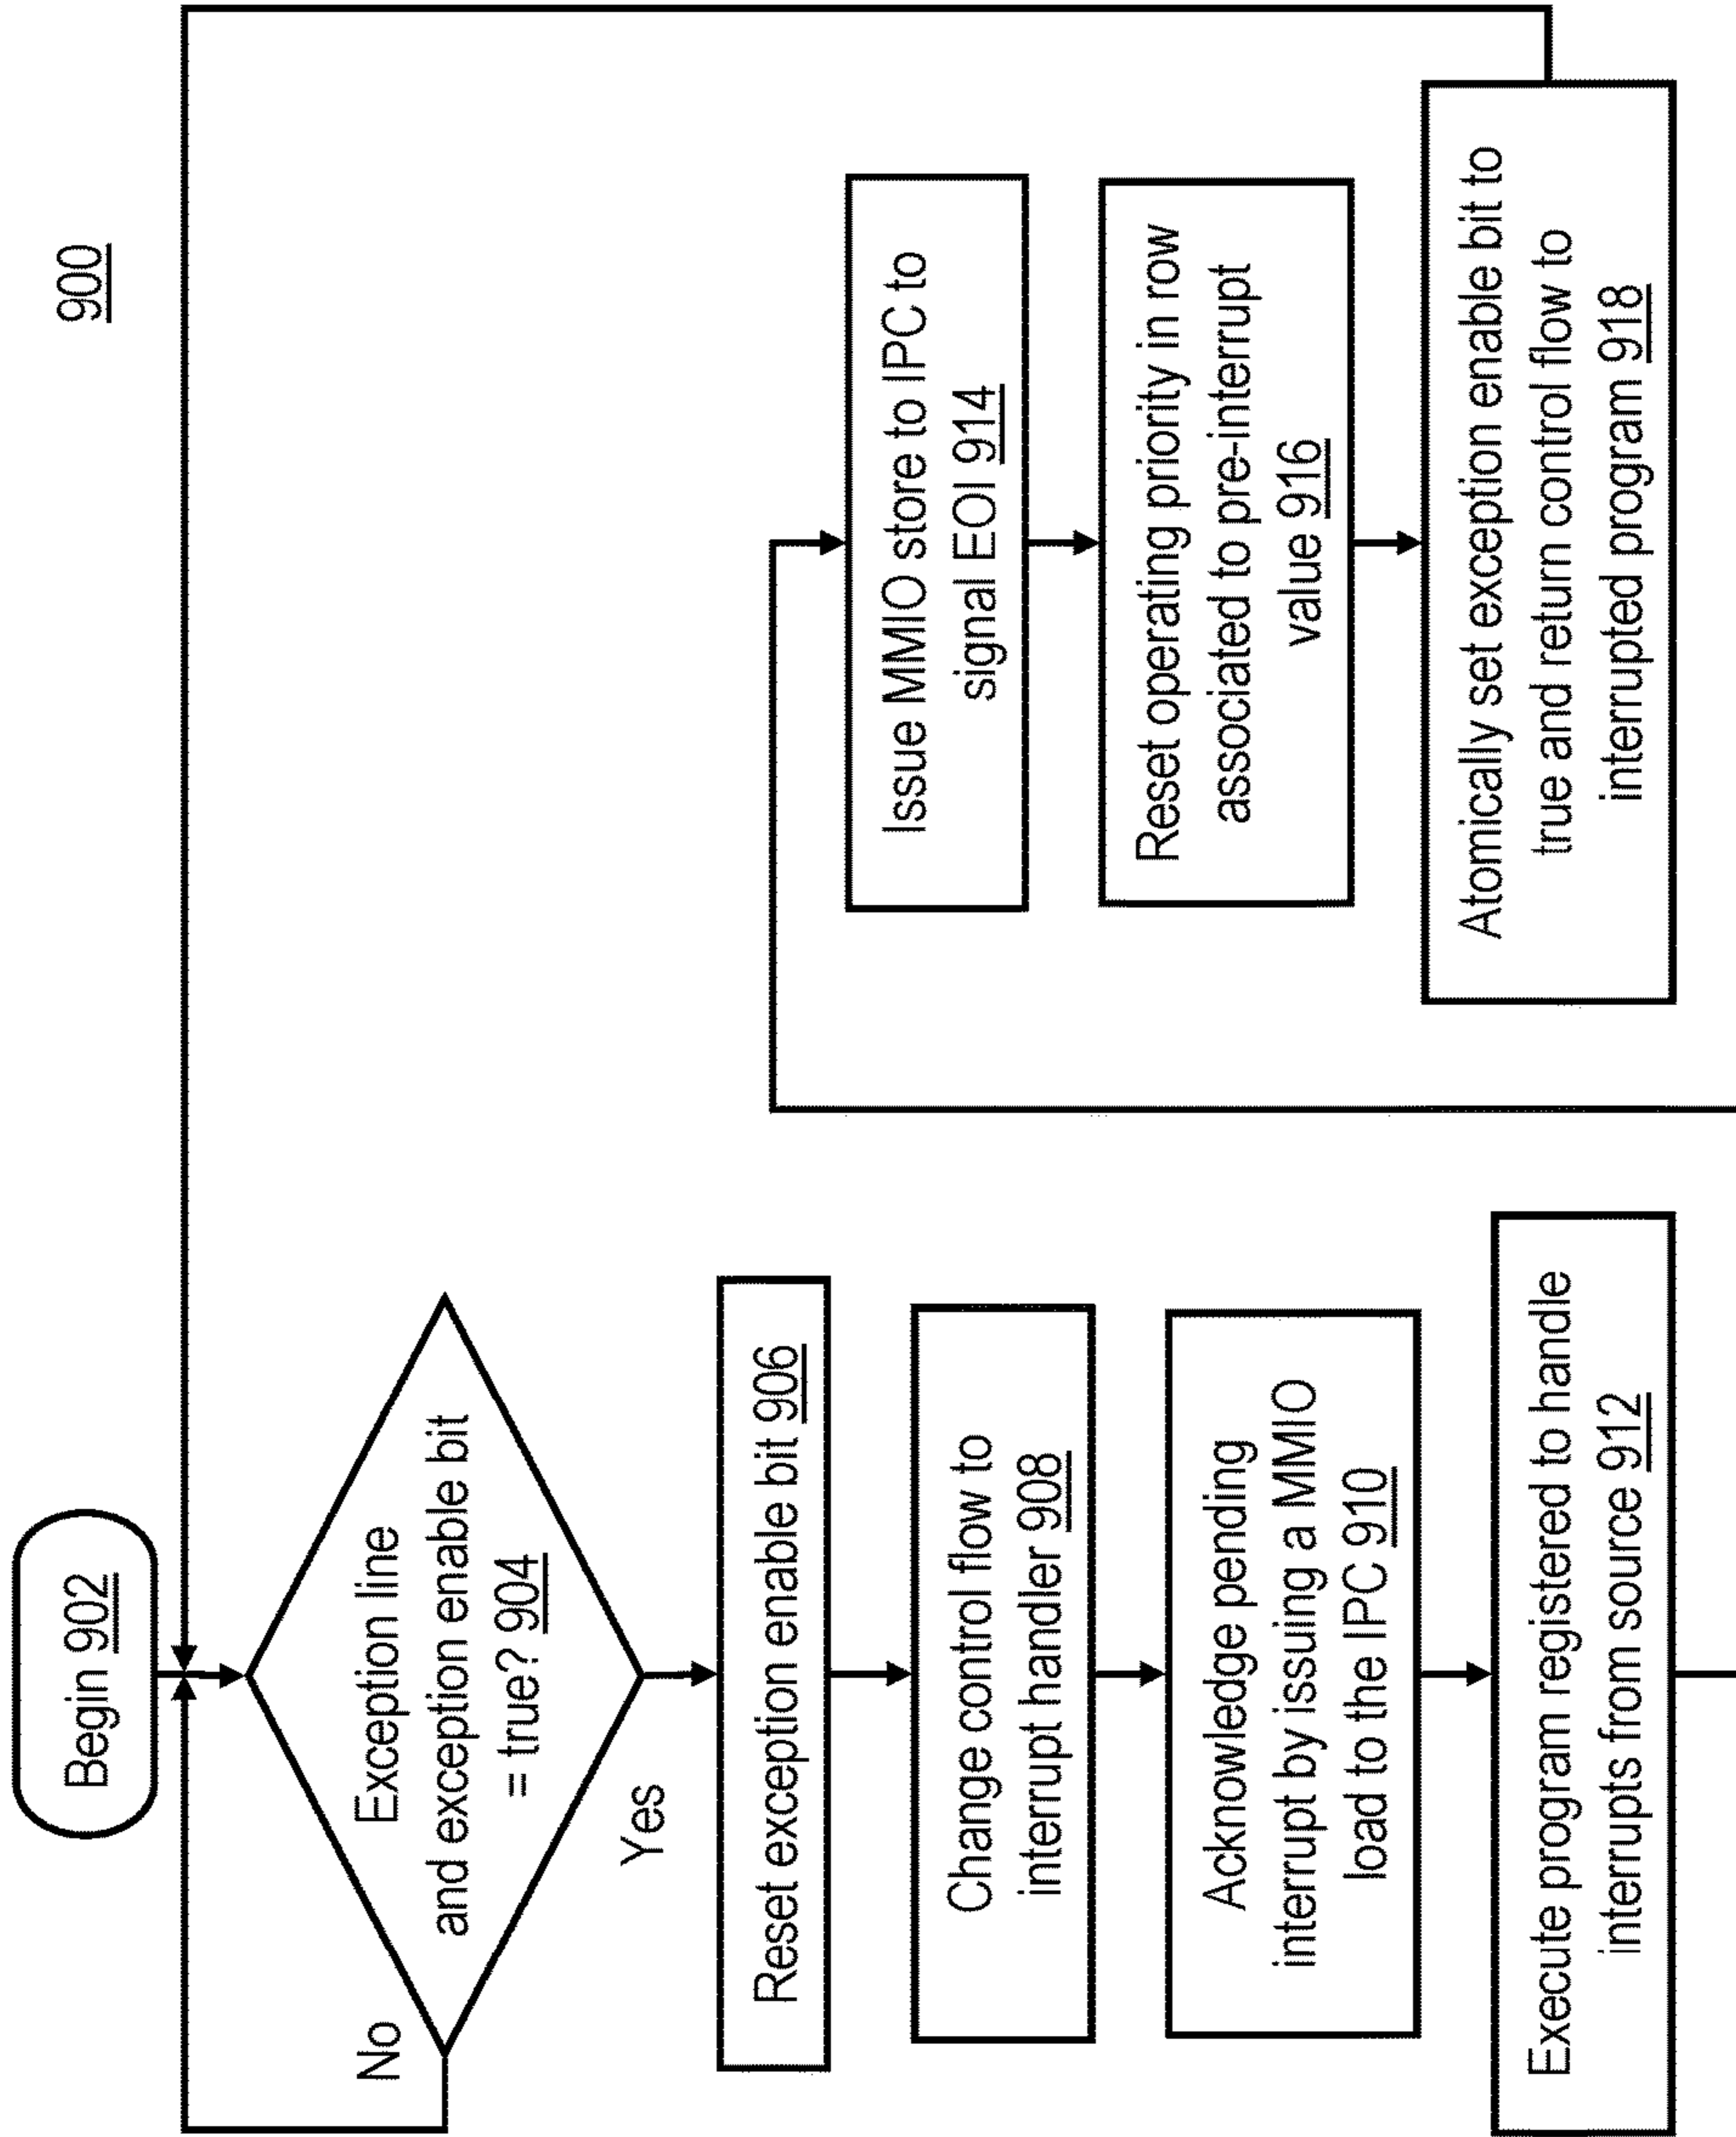 900
Begin 902
Exception line
and exception enable bit
= true? 904
No
Yes
Reset exception enable bit 906
Change control flow to
interrupt handler 908
Acknowledge pending
interrupt by issuing a MMIO
load to the IPC 910
Execute program registered to handle
interrupts from source 912
Issue MMIO store to IPC to
signal EOI 914
Reset operating priority in row
associated to pre-interrupt
value 916
Atomically set exception enable bit to
true and return control flow to
interrupted program 918